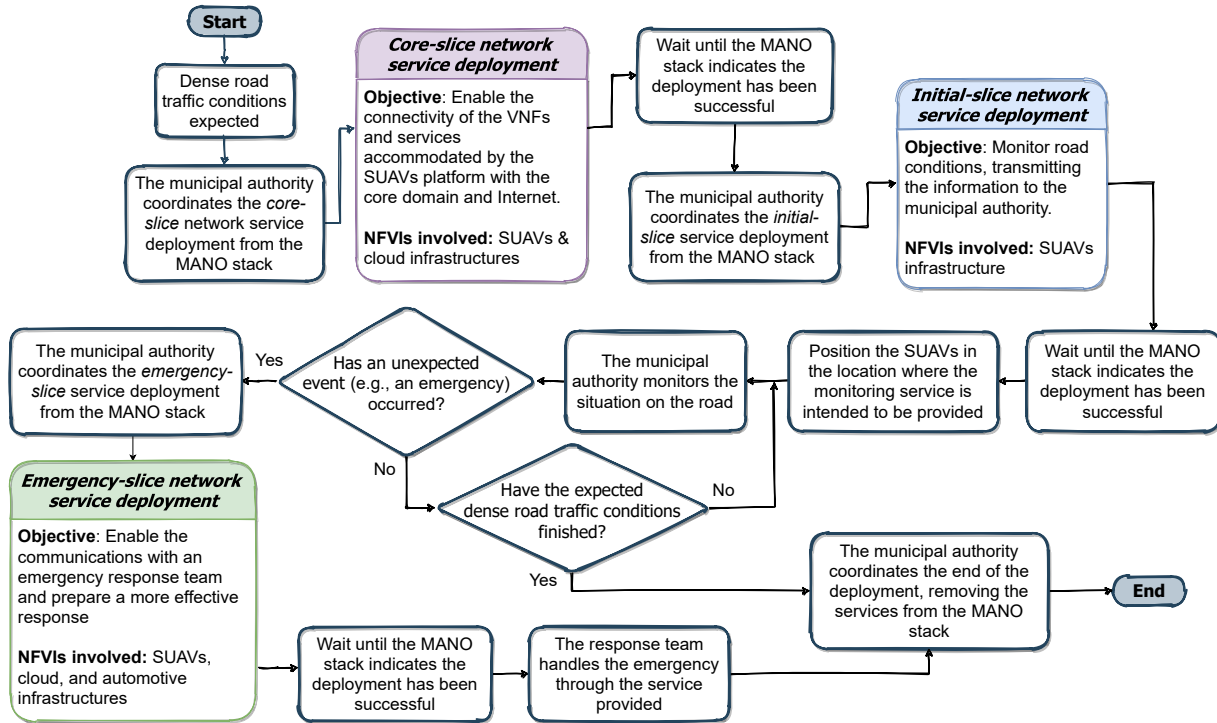 Start
Dense road
traffic conditions
expected
The municipal authority
coordinates the core-
slice network service
deployment from the
MANO stack
Core-slice network
service deployment
Objective: Enable the
connectivity of the VNFs
and services
accommodated by the
SUAVs platform with the
core domain and Internet.
NFVIs involved: SUAVs &
cloud infrastructures
Wait until the MANO
stack indicates the
deployment has been
successful
The municipal authority
coordinates the initial-
slice service deployment
from the MANO stack
Initial-slice network
service deployment
Objective: Monitor road
conditions, transmitting
the information to the
municipal authority.
NFVIs involved: SUAVs
infrastructure
Wait until the MANO
stack indicates the
deployment has been
successful
Position the SUAVs in
the location where the
monitoring service is
intended to be provided
The municipal
authority monitors the
situation on the road
Has an unexpected
event (e.g., an emergency)
occurred?
Yes
No
The municipal authority
coordinates the emergency-
slice service deployment
from the MANO stack
Have the expected
dense road traffic conditions
finished?
No
Yes
Emergency-slice network
service deployment
Objective: Enable the
communications with an
emergency response team
and prepare a more effective
response
NFVIs involved: SUAVs,
cloud, and automotive
infrastructures
Wait until the MANO
stack indicates the
deployment has been
successful
The response team
handles the emergency
through the service
provided
The municipal authority
coordinates the end of the
deployment, removing the
services from the MANO
stack
End